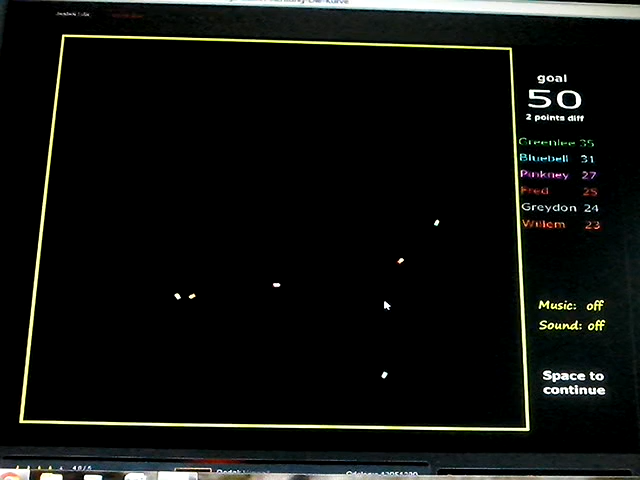 goal
50
2 points diff
Greenlee 35
Bluebell 31
Pinkney 27
Fred 25
Greydon 24
Willem 23
Music: off
Sound: off
Space to
continue